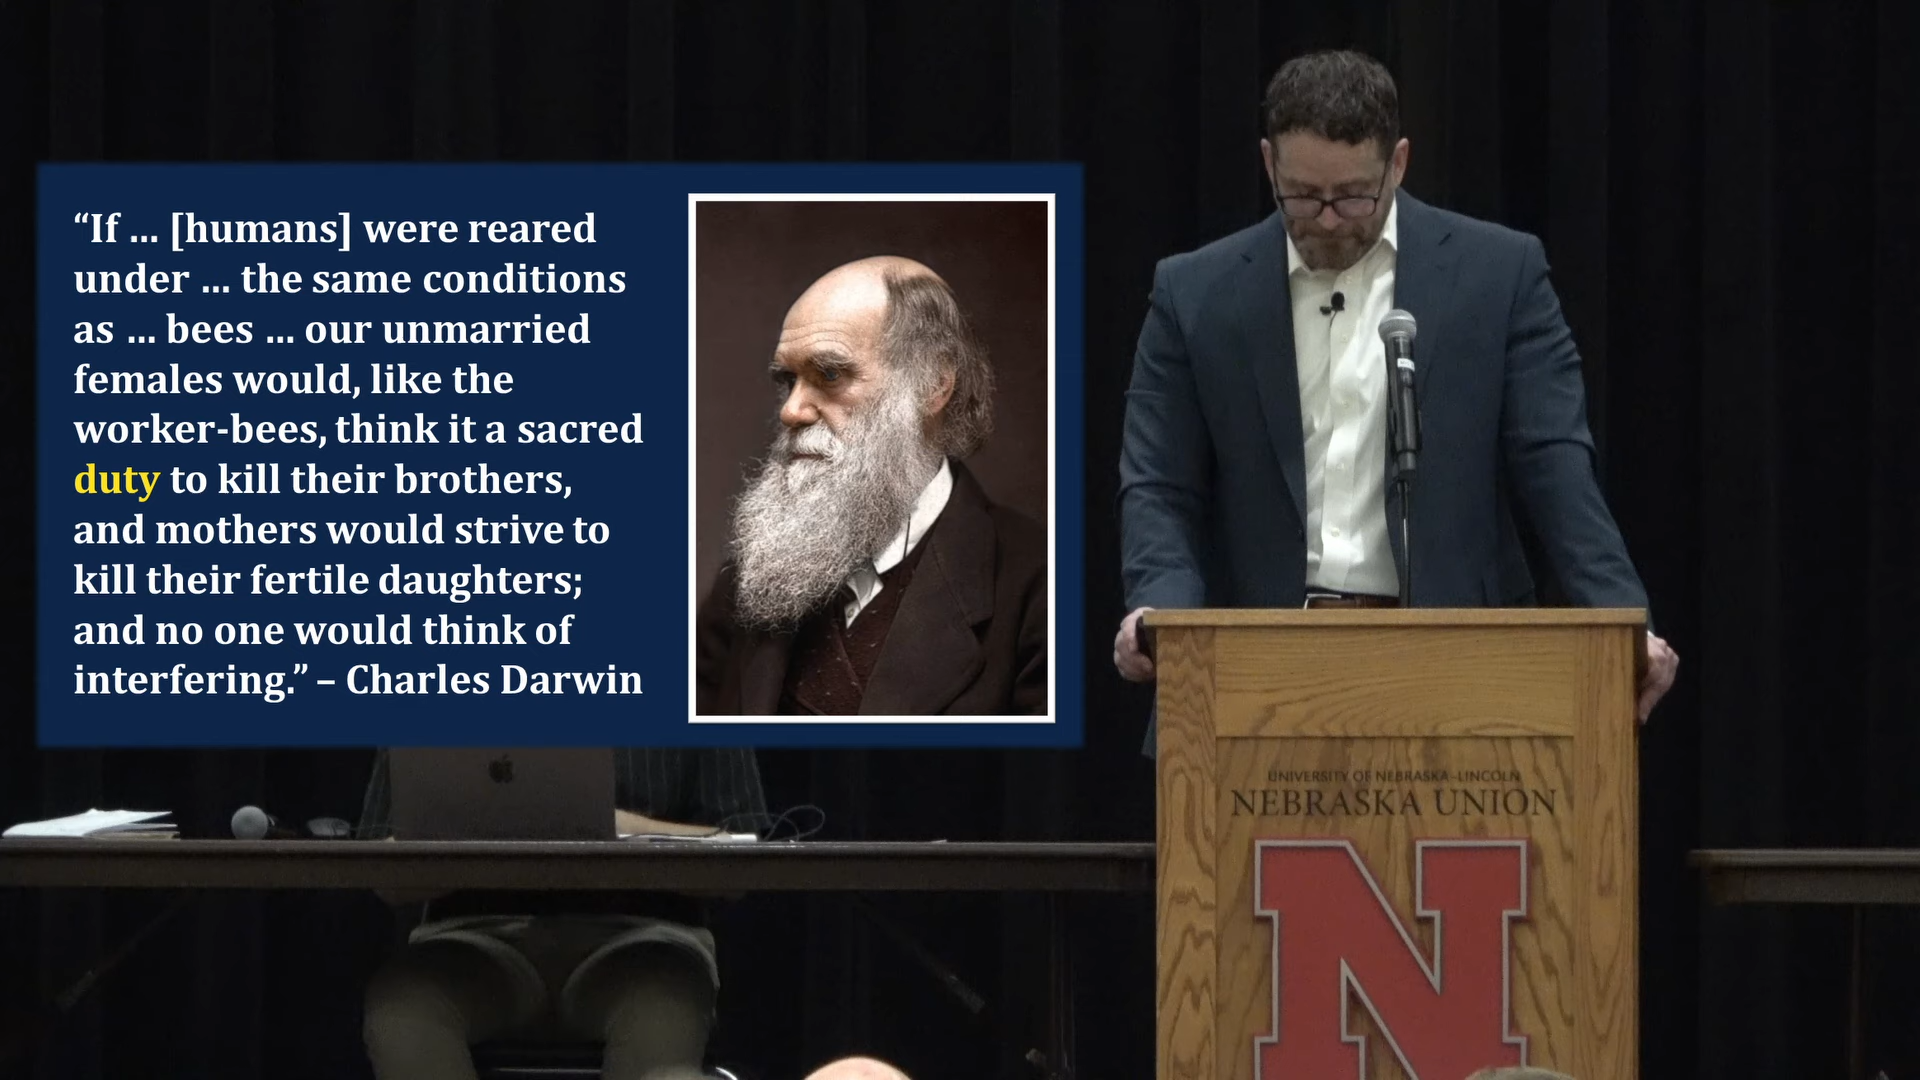 “If ... [humans] were reared
under ... the same conditions
as ... bees ... our unmarried
females would, like the
worker-bees, think it a sacred
duty to kill their brothers,
and mothers would strive to
kill their fertile daughters;
and no one would think of
interfering.” – Charles Darwin
UNIVERSITY OF NEBRASKA–LINCOLN
NEBRASKA UNION
N